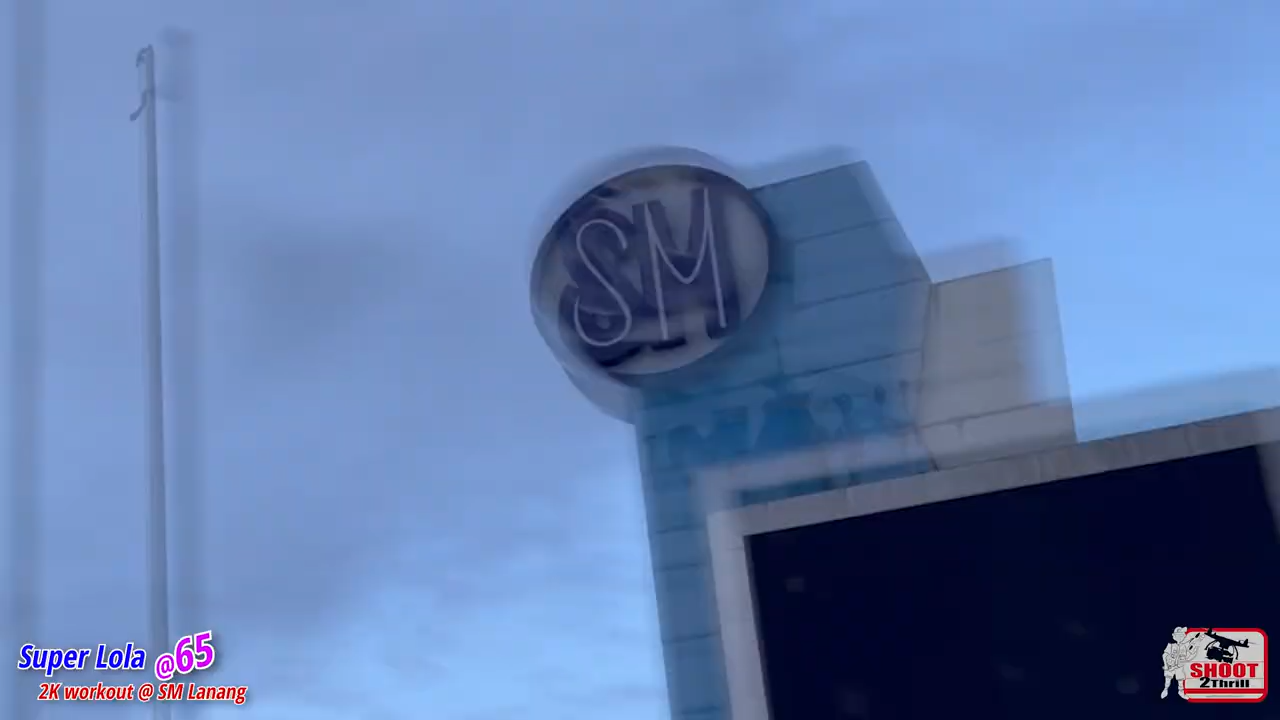 SM
Super Lola @65
2K workout @ SM Lanang
SHOOT
2Thrill